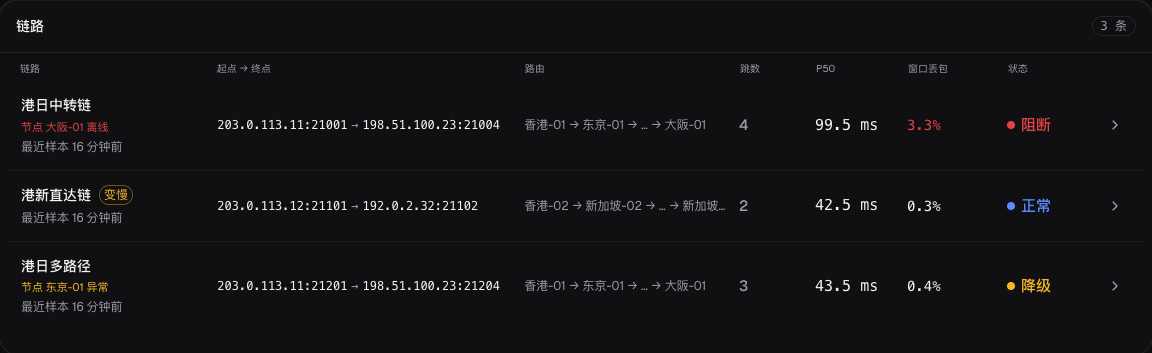 链路 3 条
链路 起点 → 终点 路由 跳数 P50 窗口丢包 状态
港日中转链
节点 大阪-01 离线
最近样本 16 分钟前
203.0.113.11:21001 → 198.51.100.23:21004 香港-01 → 东京-01 → … → 大阪-01 4 99.5 ms 3.3% 阻断
港新直达链 变慢
最近样本 16 分钟前
203.0.113.12:21101 → 192.0.2.32:21102 香港-02 → 新加坡-02 → … → 新加坡… 2 42.5 ms 0.3% 正常
港日多路径
节点 东京-01 异常
最近样本 16 分钟前
203.0.113.11:21201 → 198.51.100.23:21204 香港-01 → 东京-01 → … → 大阪-01 3 43.5 ms 0.4% 降级